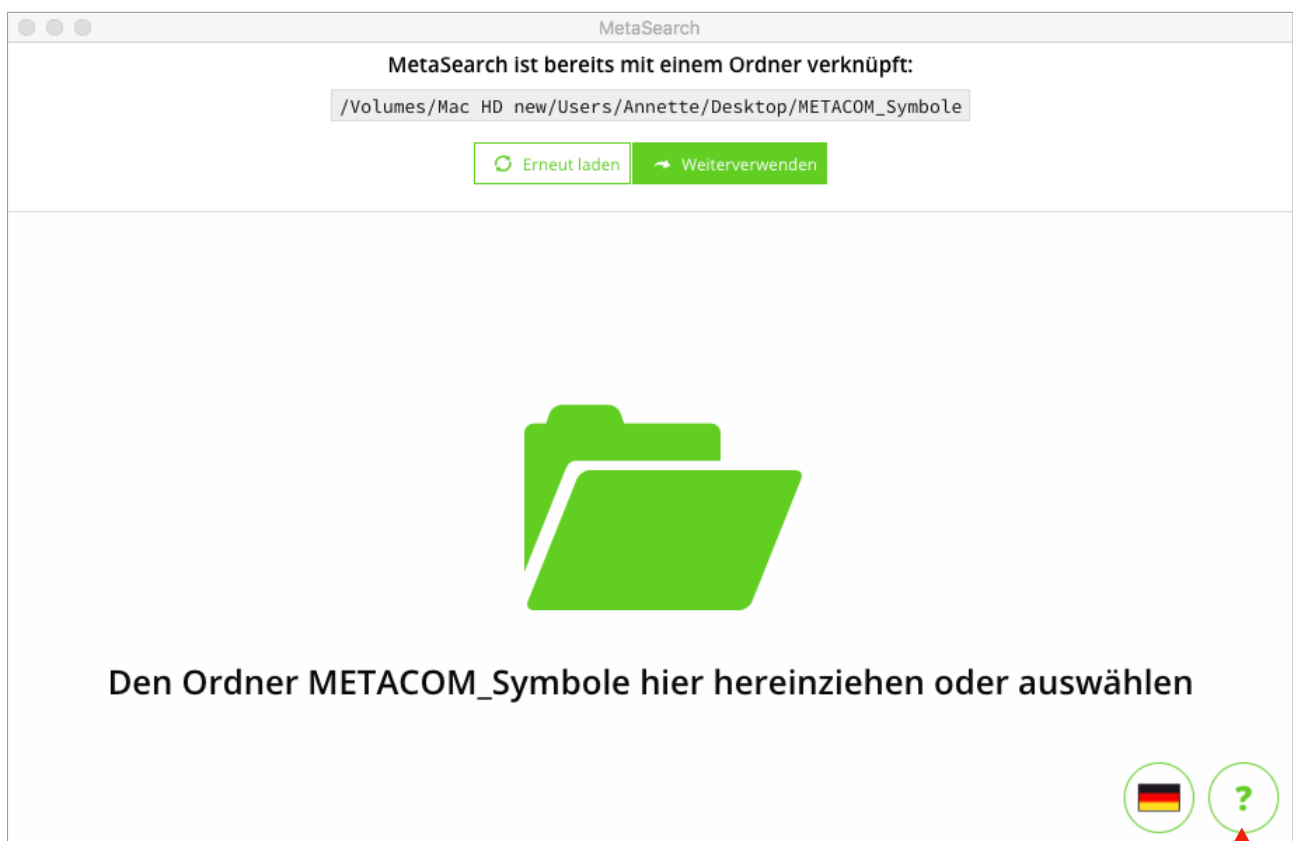 MetaSearch
MetaSearch ist bereits mit einem Ordner verknüpft:
/Volumes/Mac HD new/Users/Annette/Desktop/METACOM_Symbole
Erneut laden
Weiterverwenden
Den Ordner METACOM_Symbole hier hereinziehen oder auswählen
?